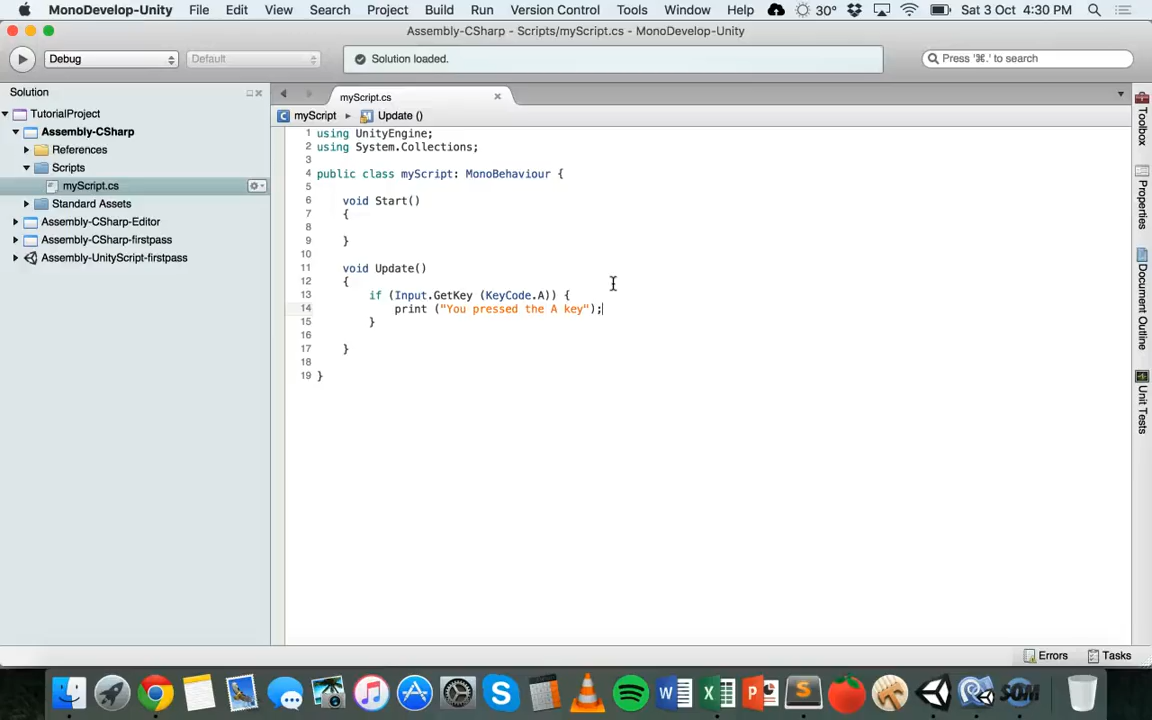 MonoDevelop-Unity File Edit View Search Project Build Run Version Control Tools Window Help 30° Sat 3 Oct 4:30 PM
Assembly-CSharp - Scripts/myScript.cs - MonoDevelop-Unity
Debug Default Solution loaded. Press '⌘.' to search
Solution
myScript.cs
TutorialProject
Assembly-CSharp
References
Scripts
myScript.cs
Standard Assets
Assembly-CSharp-Editor
Assembly-CSharp-firstpass
Assembly-UnityScript-firstpass
myScript Update ()
1 using UnityEngine;
2 using System.Collections;
3
4 public class myScript: MonoBehaviour {
5
6 void Start()
7 {
8
9 }
10
11 void Update()
12 {
13 if (Input.GetKey (KeyCode.A)) {
14 print ("You pressed the A key");
15 }
16
17 }
18
19 }
Toolbox
Properties
Document Outline
Unit Tests
Errors Tasks
SOM